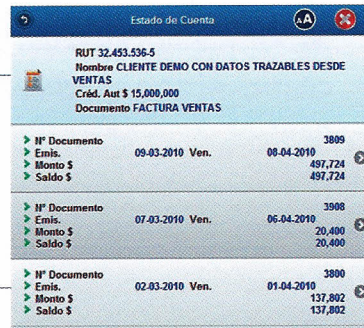 Estado de Cuenta AA
RUT 32.453.536-5
Nombre CLIENTE DEMO CON DATOS TRAZABLES DESDE
VENTAS
Créd. Aut $ 15,000,000
Documento FACTURA VENTAS
N° Documento 3809
Emis. 09-03-2010 Ven. 08-04-2010
Monto $ 497,724
Saldo $ 497,724
N° Documento 3908
Emis. 07-03-2010 Ven. 06-04-2010
Monto $ 20,400
Saldo $ 20,400
N° Documento 3800
Emis. 02-03-2010 Ven. 01-04-2010
Monto $ 137,802
Saldo $ 137,802